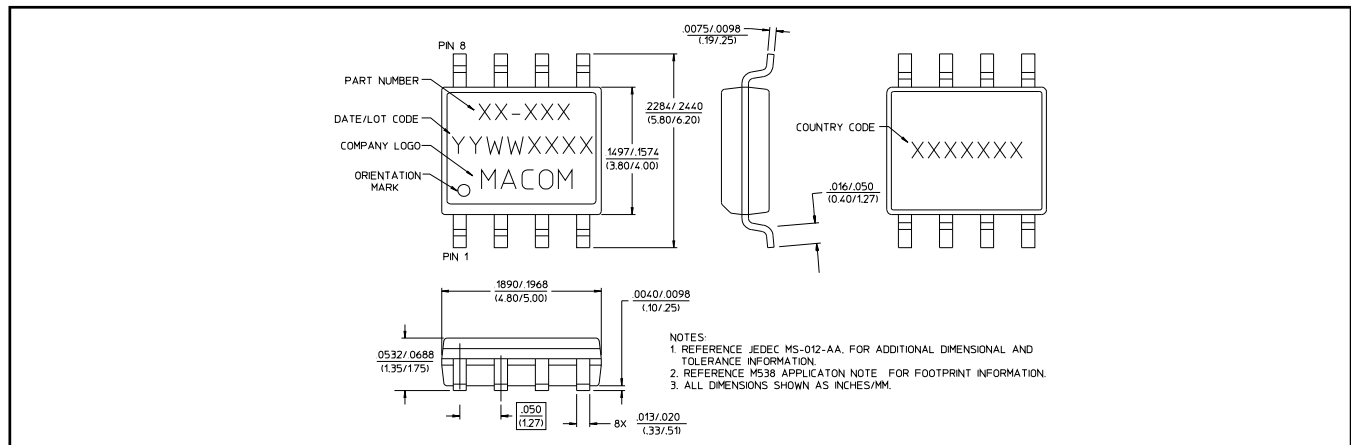 PIN 8
PART NUMBER
XX-XXX
DATE/LOT CODE
YYWWXXXX
COMPANY LOGO
MACOM
ORIENTATION
MARK
PIN 1
.2284/.2440
(5.80/6.20)
.1497/.1574
(3.80/4.00)
.0075/.0098
(.19/.25)
.016/.050
(0.40/1.27)
COUNTRY CODE
XXXXXXX
.1890/.1968
(4.80/5.00)
.0040/.0098
(.10/.25)
.0532/.0688
(1.35/1.75)
.050
(1.27)
8X .013/.020
(.33/.51)
NOTES:
1. REFERENCE JEDEC MS-012-AA, FOR ADDITIONAL DIMENSIONAL AND
TOLERANCE INFORMATION.
2. REFERENCE M538 APPLICATON NOTE FOR FOOTPRINT INFORMATION.
3. ALL DIMENSIONS SHOWN AS INCHES/MM.